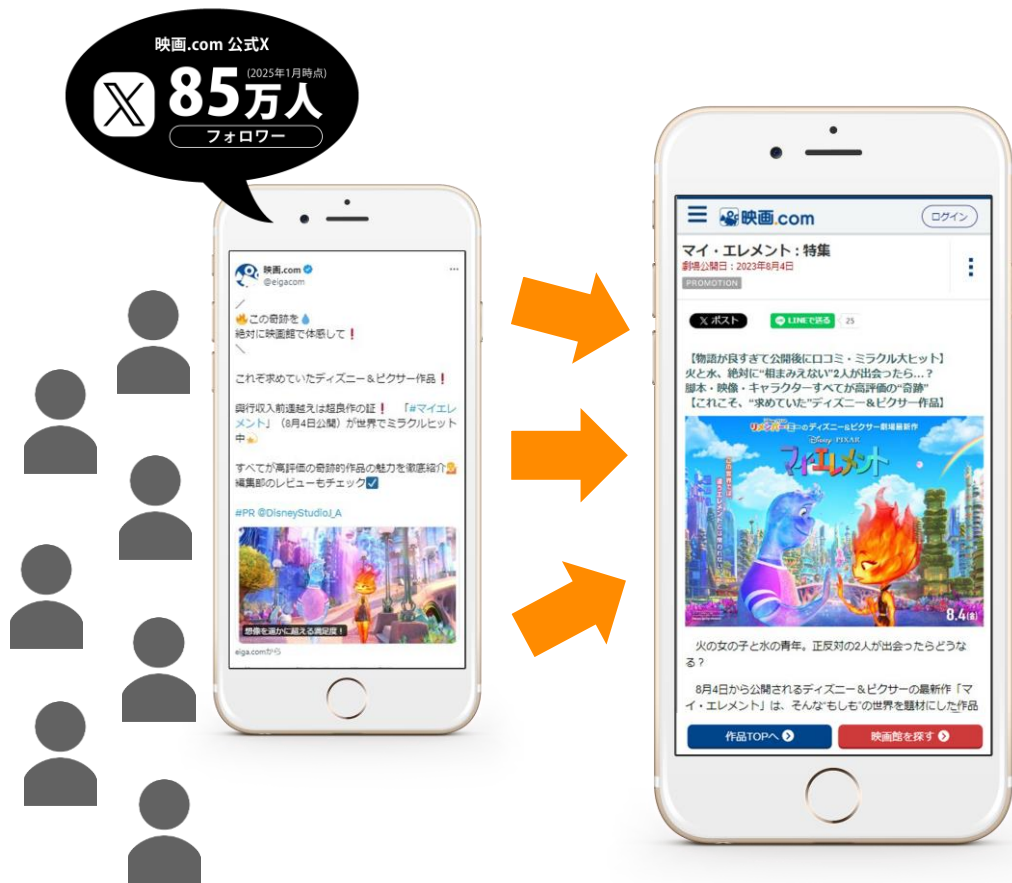 映画.com 公式X
(2025年1月時点)
85万人
フォロワー
映画.com
@eigacom
／
🔥この奇跡を💧
絶対に映画館で体感して❗
＼
これぞ求めていたディズニー＆ピクサー作品❗
興行収入前週越えは超良作の証❗ 「#マイエレ
メント」（8月4日公開）が世界でミラクルヒット
中💫
すべてが高評価の奇跡的作品の魅力を徹底紹介💁
編集部のレビューもチェック☑
#PR @DisneyStudioJ_A
想像を遥かに超える満足度！
eiga.comから
映画.com
ログイン
マイ・エレメント : 特集
劇場公開日：2023年8月4日
PROMOTION
X ポスト
LINEで送る
25
【物語が良すぎて公開後に口コミ・ミラクル大ヒット】
火と水、絶対に“相まみえない”2人が出会ったら…？
脚本・映像・キャラクターすべてが高評価の“奇跡”
【これこそ、“求めていた”ディズニー＆ピクサー作品】
のディズニー&ピクサー劇場最新作
Disney PIXAR
マイ・エレメント
8.4(金)
火の女の子と水の青年。正反対の2人が出会ったらどうな
る？
8月4日から公開されるディズニー＆ピクサーの最新作「マ
イ・エレメント」は、そんな“もしも”の世界を題材にした作品
作品TOPへ
映画館を探す